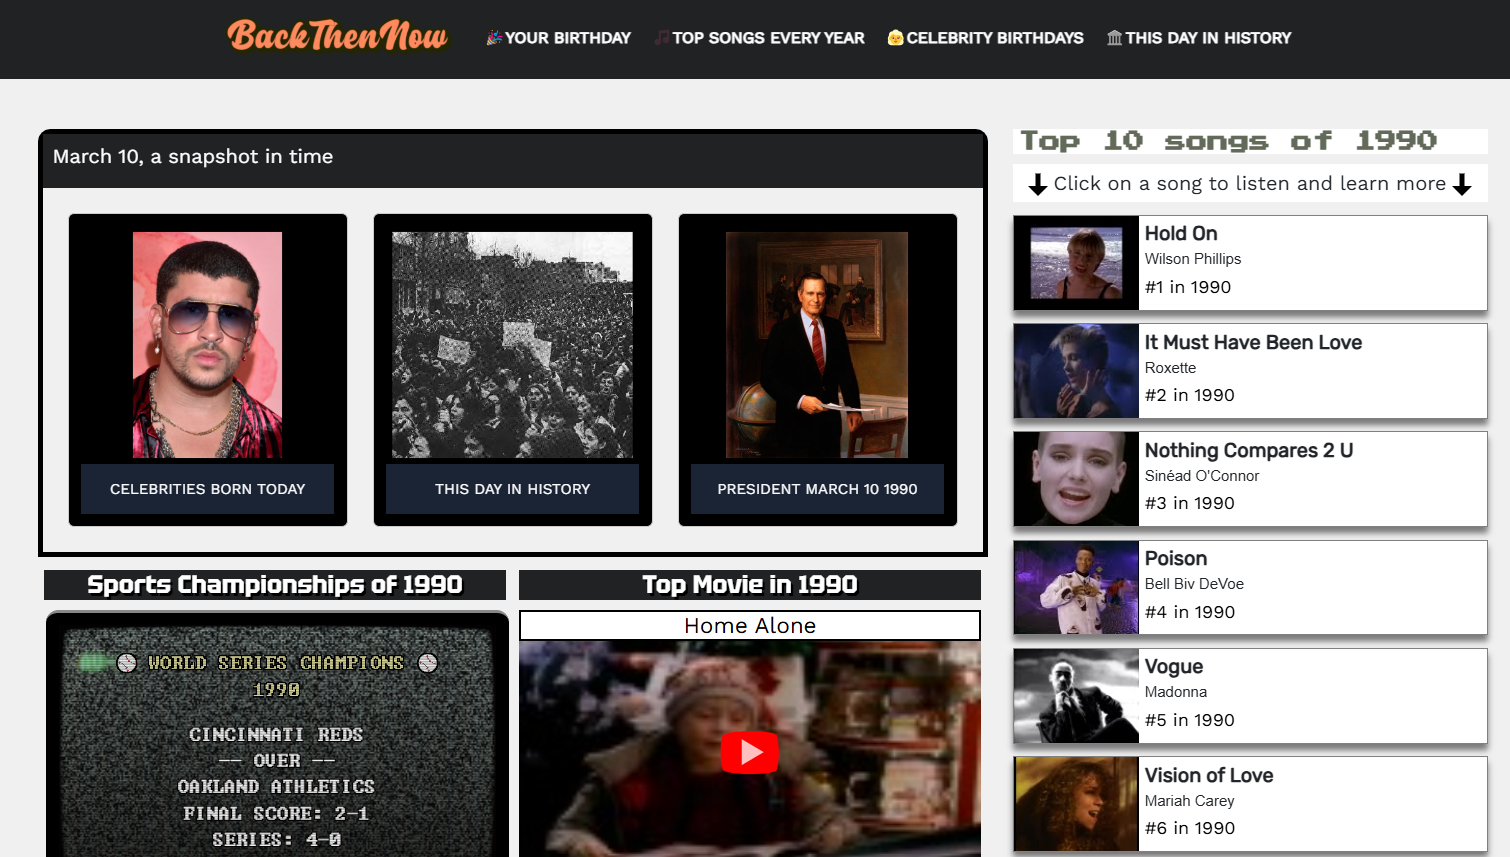 BackThenNow
YOUR BIRTHDAY
TOP SONGS EVERY YEAR
CELEBRITY BIRTHDAYS
THIS DAY IN HISTORY
March 10, a snapshot in time
CELEBRITIES BORN TODAY
THIS DAY IN HISTORY
PRESIDENT MARCH 10 1990
Sports Championships of 1990
WORLD SERIES CHAMPIONS
1990
CINCINNATI REDS
-- OVER --
OAKLAND ATHLETICS
FINAL SCORE: 2-1
SERIES: 4-0
Top Movie in 1990
Home Alone
Top 10 songs of 1990
Click on a song to listen and learn more
Hold On
Wilson Phillips
#1 in 1990
It Must Have Been Love
Roxette
#2 in 1990
Nothing Compares 2 U
Sinéad O'Connor
#3 in 1990
Poison
Bell Biv DeVoe
#4 in 1990
Vogue
Madonna
#5 in 1990
Vision of Love
Mariah Carey
#6 in 1990